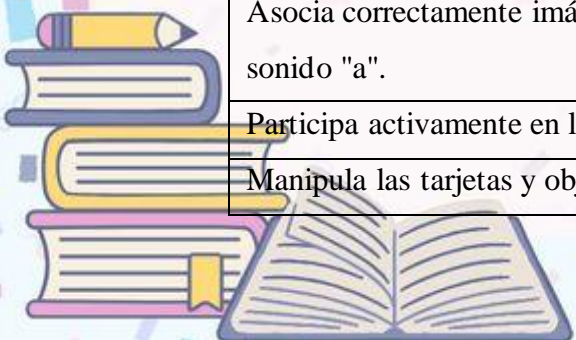 Asocia correctamente
sonido "a".
Participa activamente en
Manipula las tarjetas y